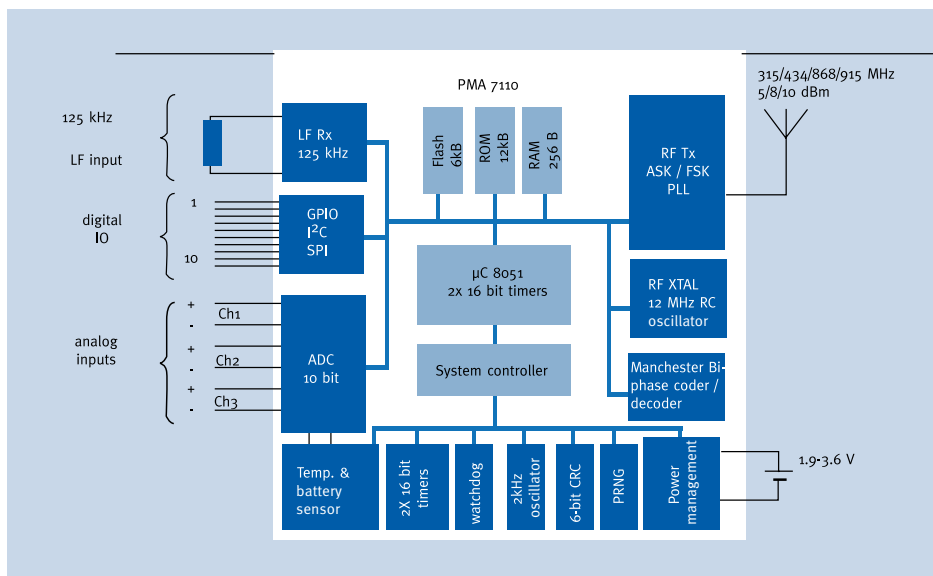 PMA 7110
315/434/868/915 MHz
5/8/10 dBm
125 kHz
LF input
LF Rx
125 kHz
Flash
6kB
ROM
12kB
RAM
256 B
RF Tx
ASK / FSK
PLL
digital
IO
1
10
GPIO
I²C
SPI
µC 8051
2x 16 bit timers
RF XTAL
12 MHz RC
oscillator
analog
inputs
+
-
Ch1
+
-
Ch2
+
-
Ch3
ADC
10 bit
System controller
Manchester Bi-
phase coder /
decoder
Temp. &
battery
sensor
2X 16 bit
timers
watchdog
2kHz
oscillator
6-bit CRC
PRNG
Power
management
1.9-3.6 V